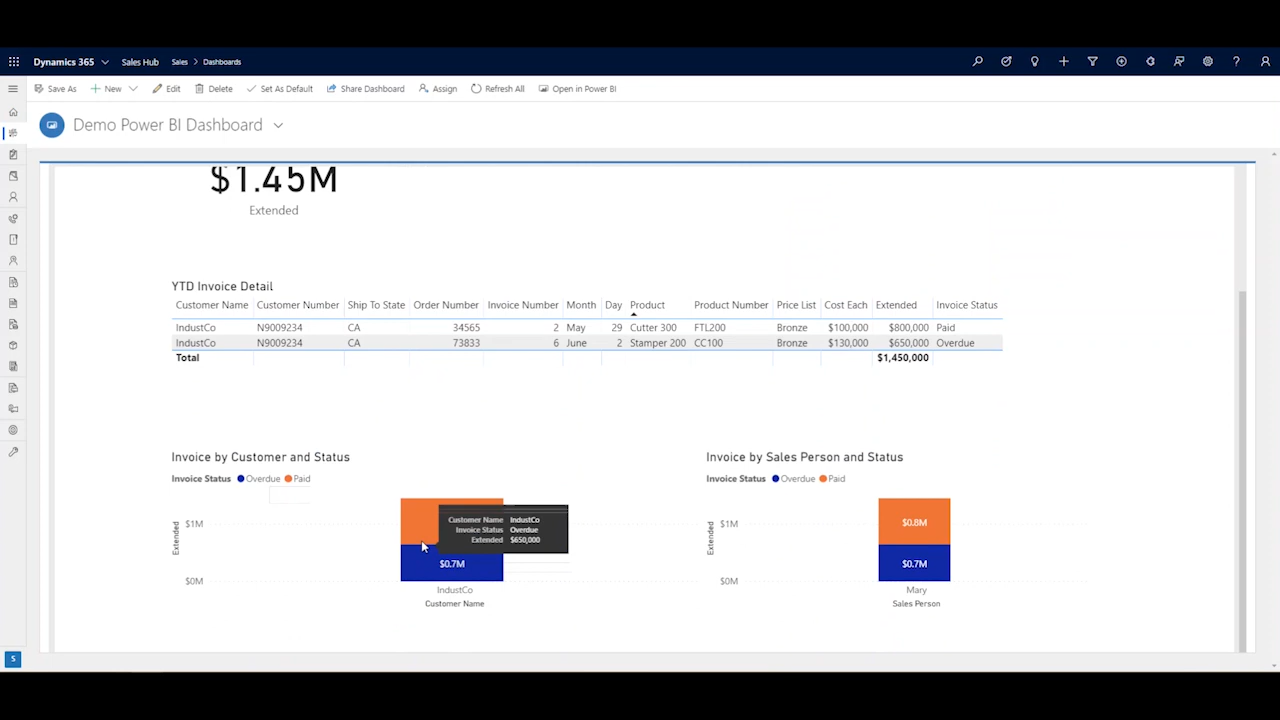 Dynamics 365 Sales Hub Sales > Dashboards ?
Save As New Edit Delete Set As Default Share Dashboard Assign Refresh All Open in Power BI
Demo Power BI Dashboard
$1.45M
Extended
YTD Invoice Detail
Customer Name Customer Number Ship To State Order Number Invoice Number Month Day Product Product Number Price List Cost Each Extended Invoice Status
IndustCo N9009234 CA 34565 2 May 29 Cutter 300 FTL200 Bronze $100,000 $800,000 Paid
IndustCo N9009234 CA 73833 6 June 2 Stamper 200 CC100 Bronze $130,000 $650,000 Overdue
Total $1,450,000
Invoice by Customer and Status
Invoice Status Overdue Paid
Extended
$1M
$0M
Customer Name IndustCo
Invoice Status Overdue
Extended $650,000
$0.7M
IndustCo
Customer Name
Invoice by Sales Person and Status
Invoice Status Overdue Paid
Extended
$1M
$0M
$0.8M
$0.7M
Mary
Sales Person
S